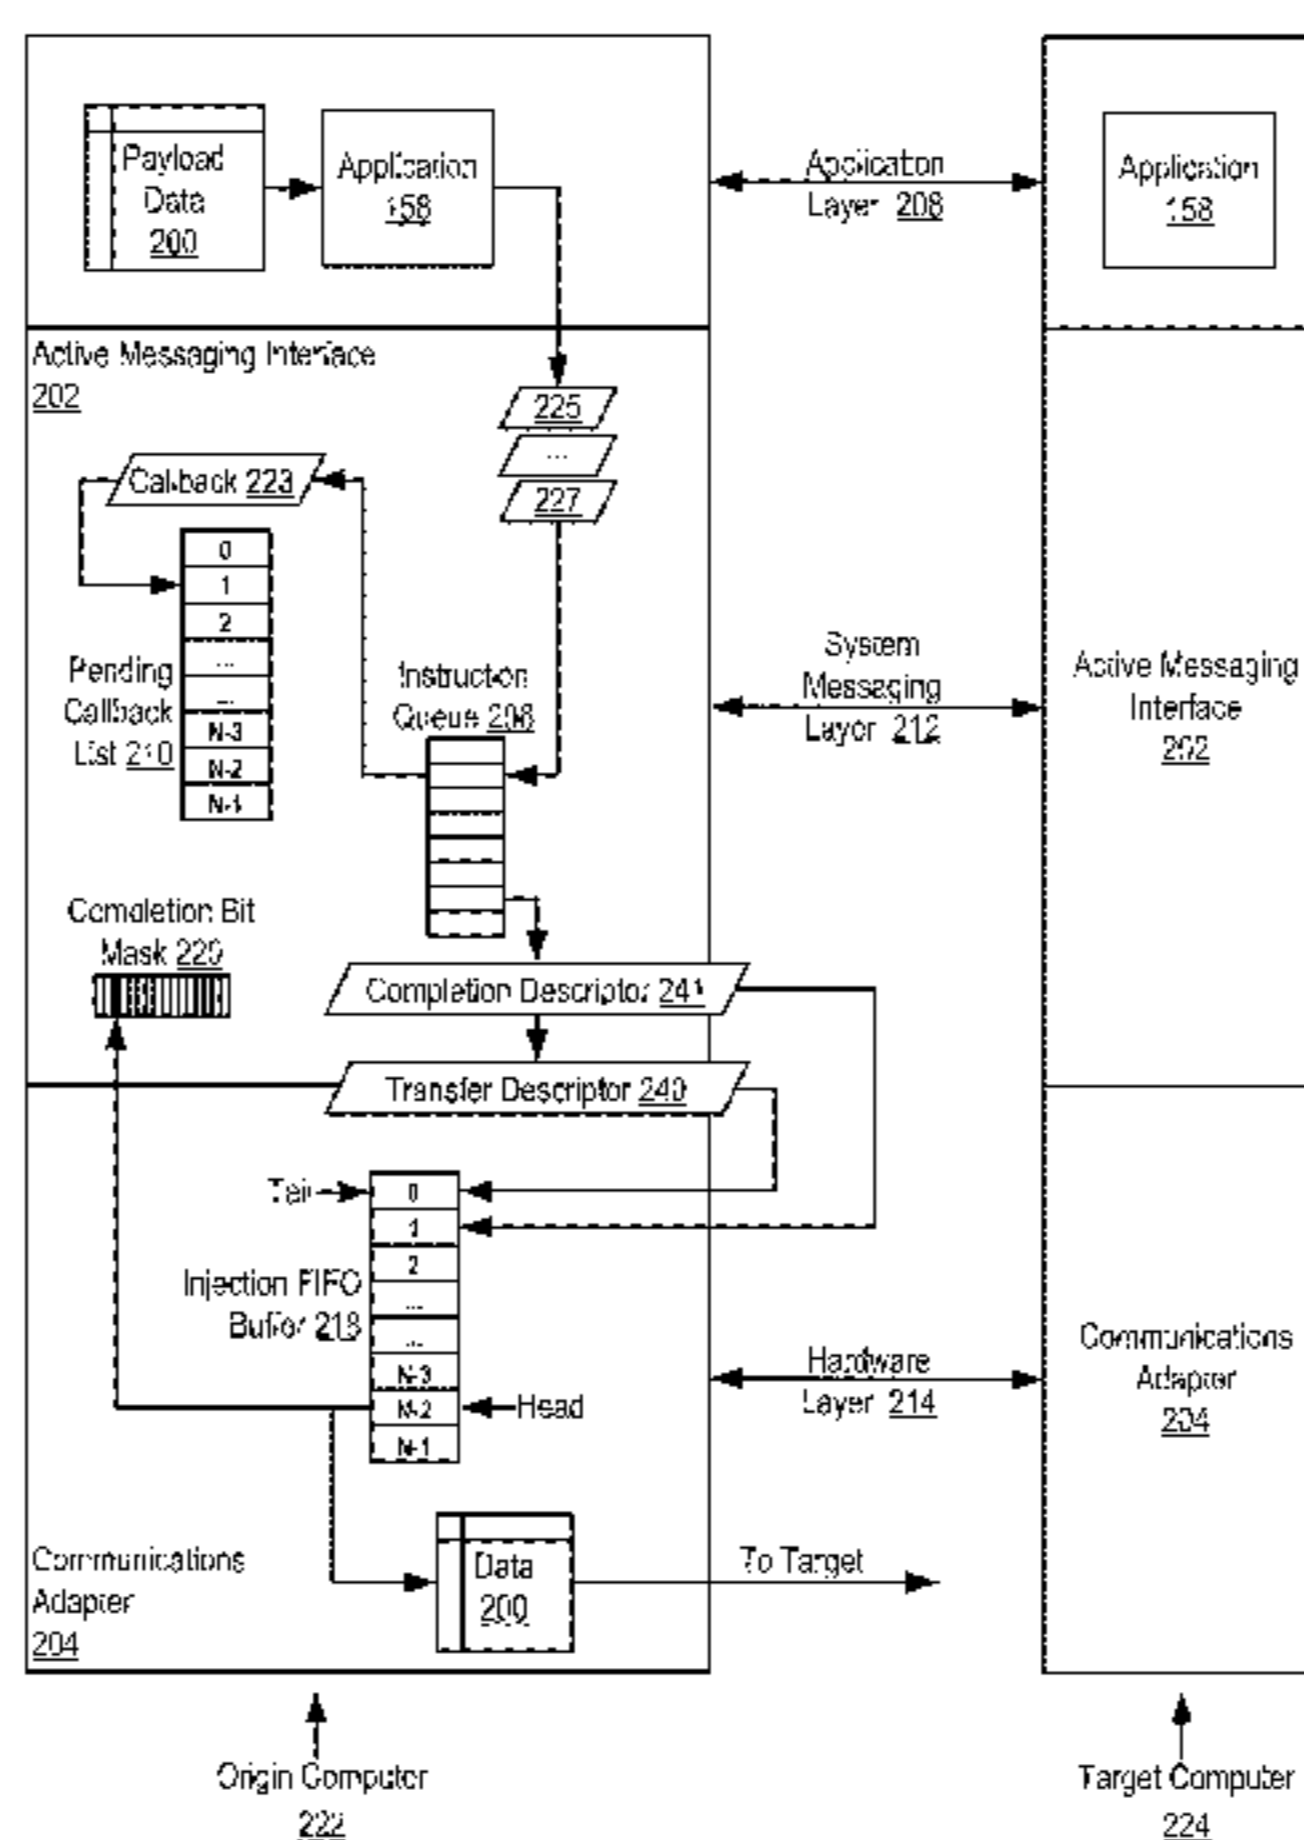 Payload
Data
200
Application
158
Application
Layer 208
Application
158
Active Messaging Interface
202
225
...
227
Callback 223
0
1
2
...
...
N-3
N-2
N-1
Pending
Callback
List 210
Instruction
Queue 206
System
Messaging
Layer 212
Active Messaging
Interface
202
Completion Bit
Mask 220
Completion Descriptor 241
Transfer Descriptor 240
Tail
0
1
2
...
...
N-3
N-2
N-1
Injection FIFO
Buffer 218
Head
Hardware
Layer 214
Communications
Adapter
204
Communications
Adapter
204
Data
200
To Target
Origin Computer
222
Target Computer
224